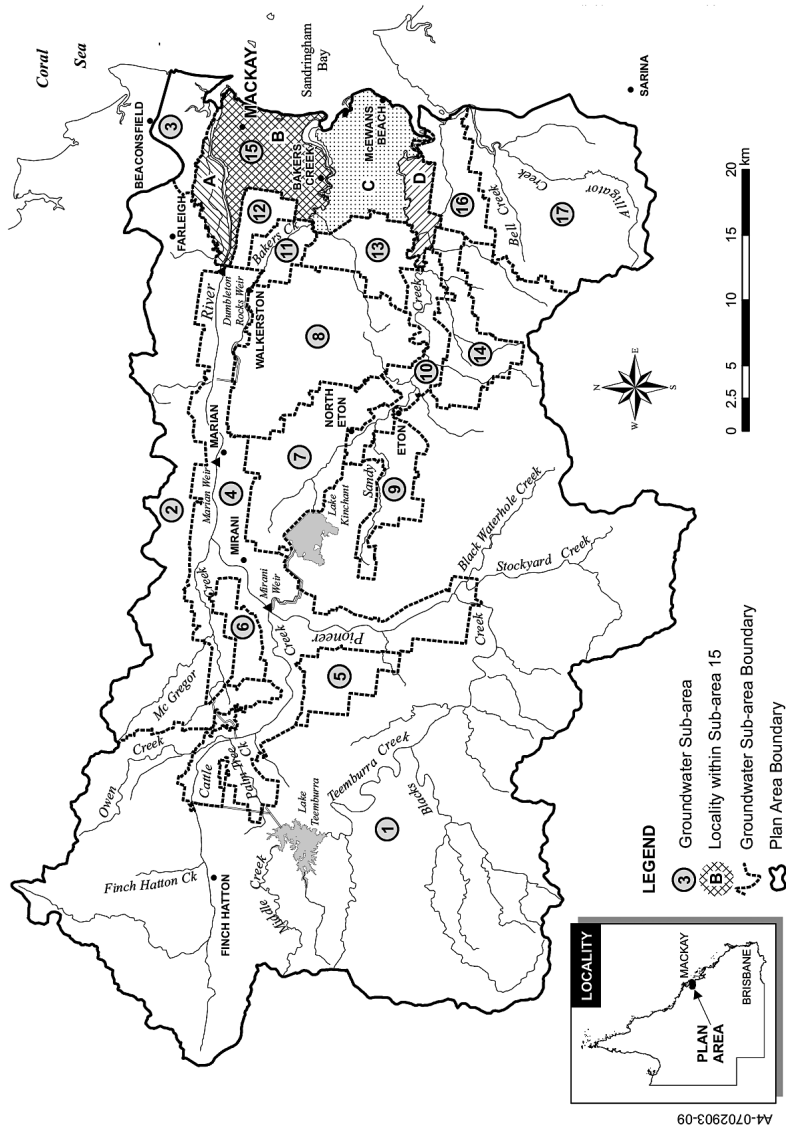 Coral
Sea
BEACONSFIELD
3
FARLEIGH
A
MACKAY
15
B
Sandringham
Bay
12
BAKERS
CREEK
McEWANS
BEACH
C
D
SARINA
River
Dumbleton
Rocks Weir
Bakers Ck
11
WALKERSTON
13
16
Bell Creek
Alligator
Creek
17
8
Creek
10
14
2
MARIAN
Marian Weir
4
7
NORTH
ETON
ETON
Sandy
9
Lake
Kinchant
MIRANI
Mirani
Weir
Black Waterhole Creek
Stockyard Creek
Creek
6
Creek
Pioneer
Creek
5
Mc Gregor
Creek
Owen
Cattle
Palm Tree
Ck
Teemburra Creek
Lake
Teemburra
Blacks
1
Finch Hatton Ck
FINCH HATTON
Middle Creek
N
E
S
W
0 2.5 5 10 15 20
km
LEGEND
3 Groundwater Sub-area
B Locality within Sub-area 15
Groundwater Sub-area Boundary
Plan Area Boundary
LOCALITY
MACKAY
PLAN
AREA
BRISBANE
A4-0702903-09